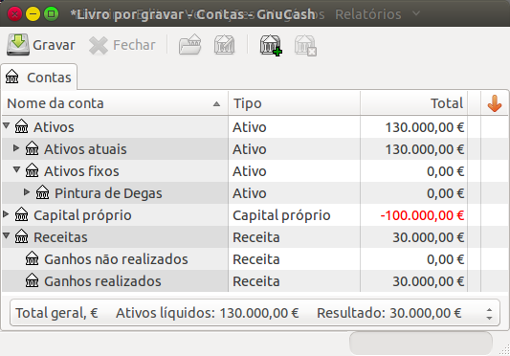 *Livro por gravar - Contas - GnuCash
Relatórios
Gravar Fechar
Contas
Nome da conta Tipo Total
Ativos Ativo 130.000,00 €
Ativos atuais Ativo 130.000,00 €
Ativos fixos Ativo 0,00 €
Pintura de Degas Ativo 0,00 €
Capital próprio Capital próprio -100.000,00 €
Receitas Receita 30.000,00 €
Ganhos não realizados Receita 0,00 €
Ganhos realizados Receita 30.000,00 €
Total geral, € Ativos líquidos: 130.000,00 € Resultado: 30.000,00 €